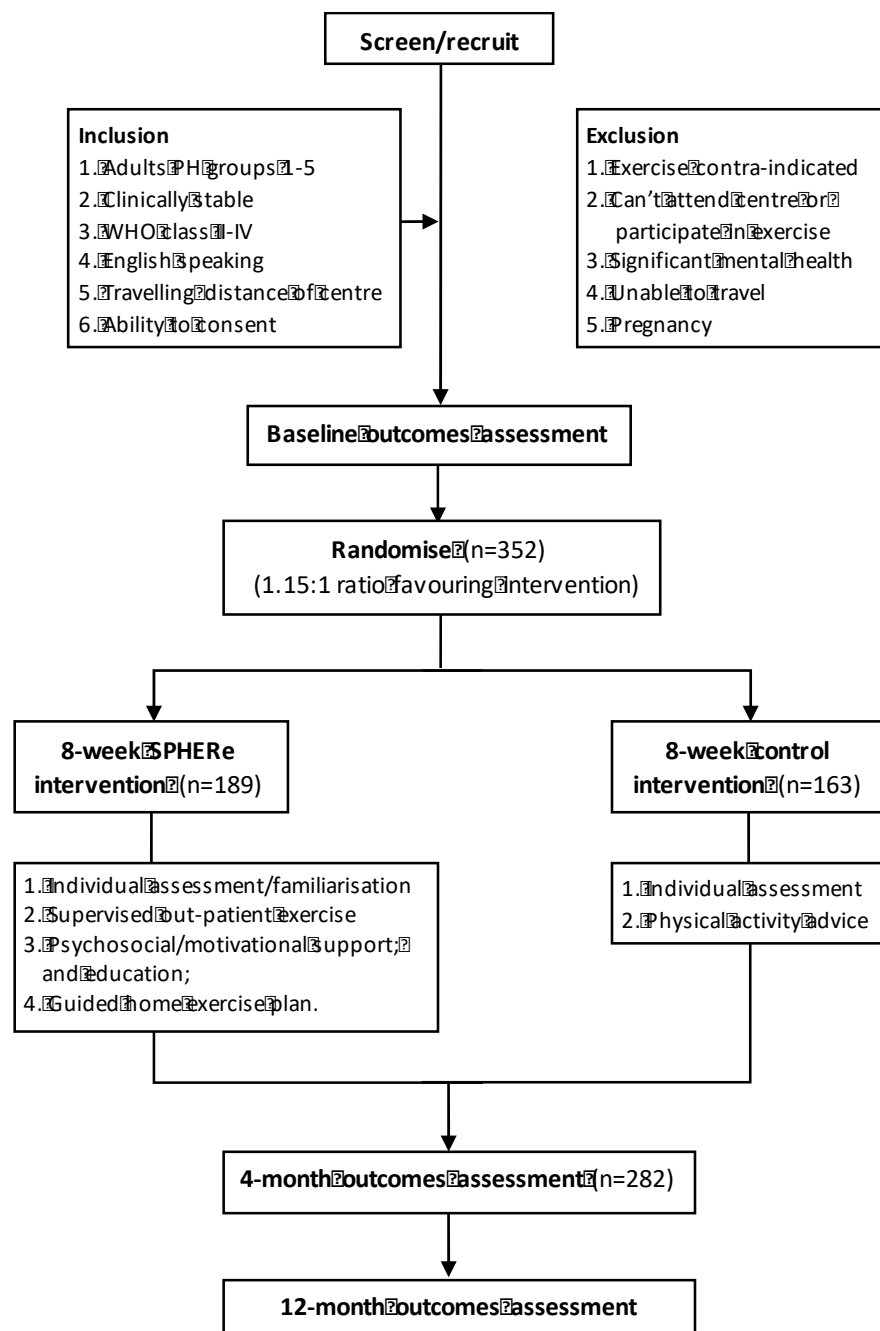 Screen/recruit
Inclusion
1. Adults PH groups 1-5
2. Clinically stable
3. WHO class II-IV
4. English speaking
5. Travelling distance of centre
6. Ability to consent
Exclusion
1. Exercise contra-indicated
2. Can't attend centre or
participate in exercise
3. Significant mental health
4. Unable to travel
5. Pregnancy
Baseline outcomes assessment
Randomise (n=352)
(1.15:1 ratio favouring intervention)
8-week SPHERe
intervention (n=189)
8-week control
intervention (n=163)
1. Individual assessment/familiarisation
2. Supervised out-patient exercise
3. Psychosocial/motivational support;
and education;
4. Guided home exercise plan.
1. Individual assessment
2. Physical activity advice
4-month outcomes assessment (n=282)
12-month outcomes assessment